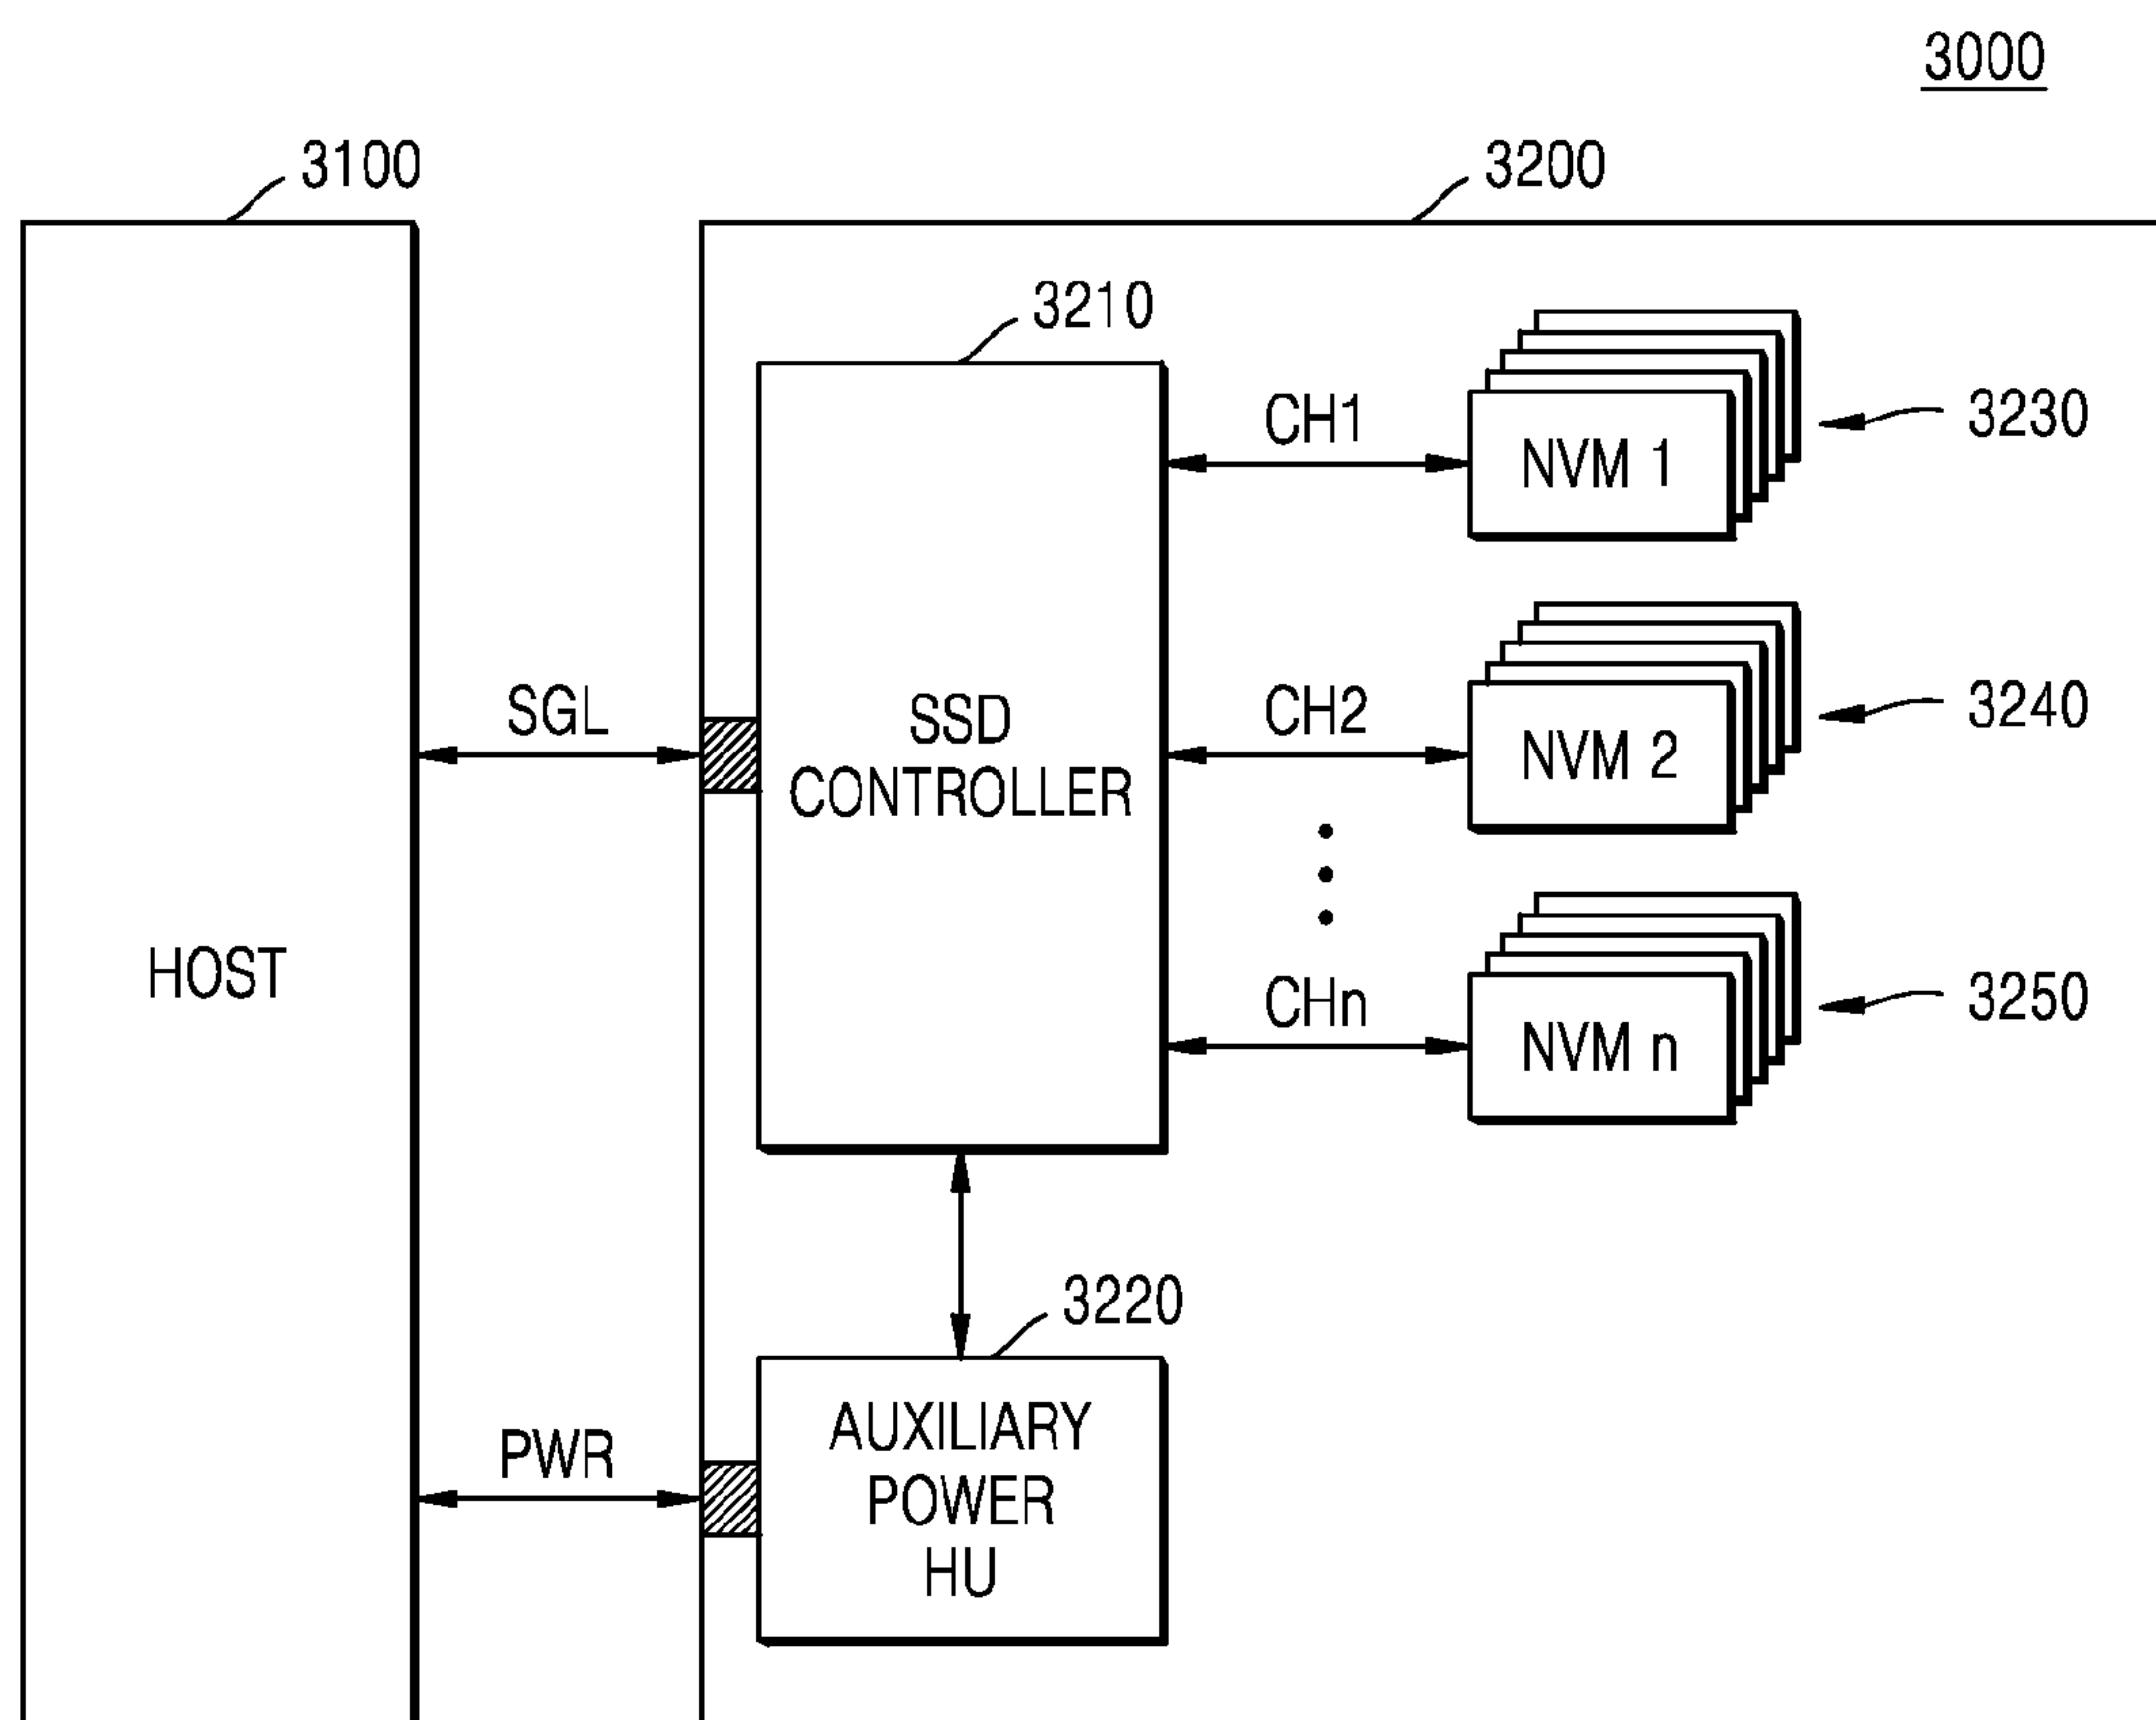 3000
3100
3200
3210
CH1
NVM 1
3230
SGL
SSD
CONTROLLER
CH2
NVM 2
3240
HOST
CHn
NVM n
3250
3220
PWR
AUXILIARY
POWER
HU